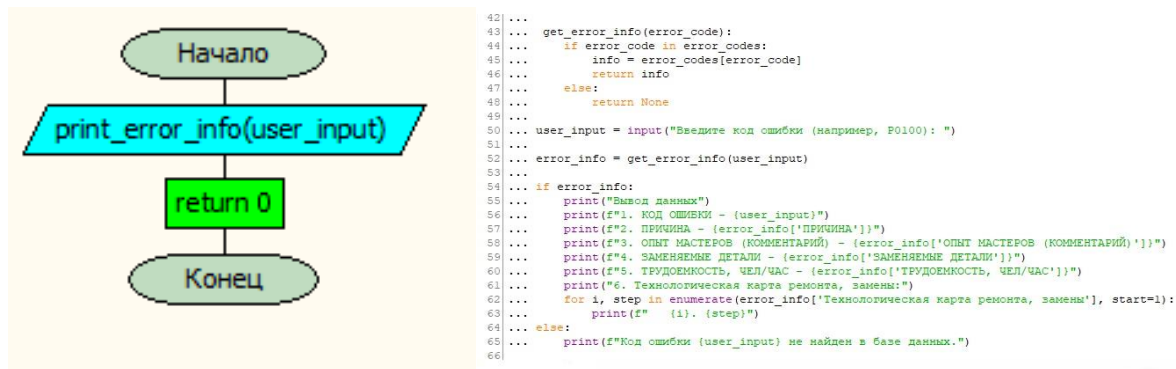 Начало
print_error_info(user_input)
return 0
Конец
42 ...
43 ...  get_error_info(error_code):
44 ...     if error_code in error_codes:
45 ...         info = error_codes[error_code]
46 ...         return info
47 ...     else:
48 ...         return None
49 ...
50 ... user_input = input("Введите код ошибки (например, P0100): ")
51 ...
52 ... error_info = get_error_info(user_input)
53 ...
54 ... if error_info:
55 ...     print("Вывод данных")
56 ...     print(f"1. КОД ОШИБКИ - {user_input}")
57 ...     print(f"2. ПРИЧИНА - {error_info['ПРИЧИНА']}")
58 ...     print(f"3. ОПЫТ МАСТЕРОВ (КОММЕНТАРИЙ) - {error_info['ОПЫТ МАСТЕРОВ (КОММЕНТАРИЙ)']}")
59 ...     print(f"4. ЗАМЕНЯЕМЫЕ ДЕТАЛИ - {error_info['ЗАМЕНЯЕМЫЕ ДЕТАЛИ']}")
60 ...     print(f"5. ТРУДОЕМКОСТЬ, ЧЕЛ/ЧАС - {error_info['ТРУДОЕМКОСТЬ, ЧЕЛ/ЧАС']}")
61 ...     print("6. Технологическая карта ремонта, замены:")
62 ...     for i, step in enumerate(error_info['Технологическая карта ремонта, замены'], start=1):
63 ...         print(f"   {i}. {step}")
64 ... else:
65 ...     print(f"Код ошибки {user_input} не найден в базе данных.")
66